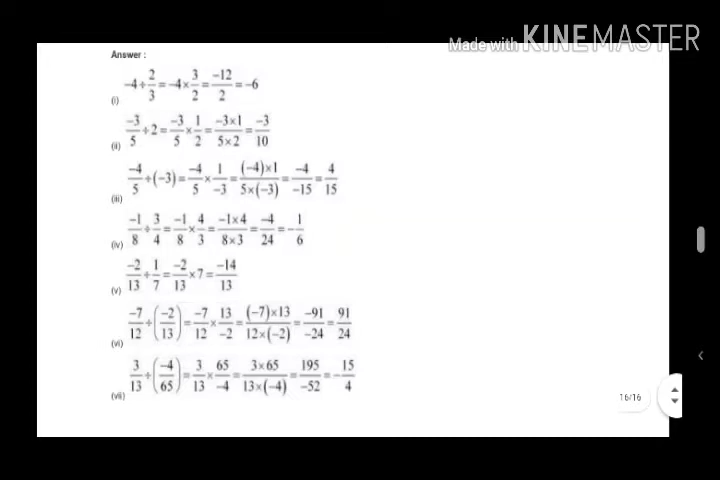 Made with KINEMASTER
Answer :
(i) -4 ÷ 2/3 = -4 × 3/2 = -12/2 = -6
(ii) -3/5 ÷ 2 = -3/5 × 1/2 = -3×1/5×2 = -3/10
(iii) -4/5 ÷ (-3) = -4/5 × 1/-3 = (-4)×1/5×(-3) = -4/-15 = 4/15
(iv) -1/8 ÷ 3/4 = -1/8 × 4/3 = -1×4/8×3 = -4/24 = -1/6
(v) -2/13 ÷ 1/7 = -2/13 × 7 = -14/13
(vi) -7/12 ÷ (-2/13) = -7/12 × 13/-2 = (-7)×13/12×(-2) = -91/-24 = 91/24
(vii) 3/13 ÷ (-4/65) = 3/13 × 65/-4 = 3×65/13×(-4) = 195/-52 = -15/4
16/16